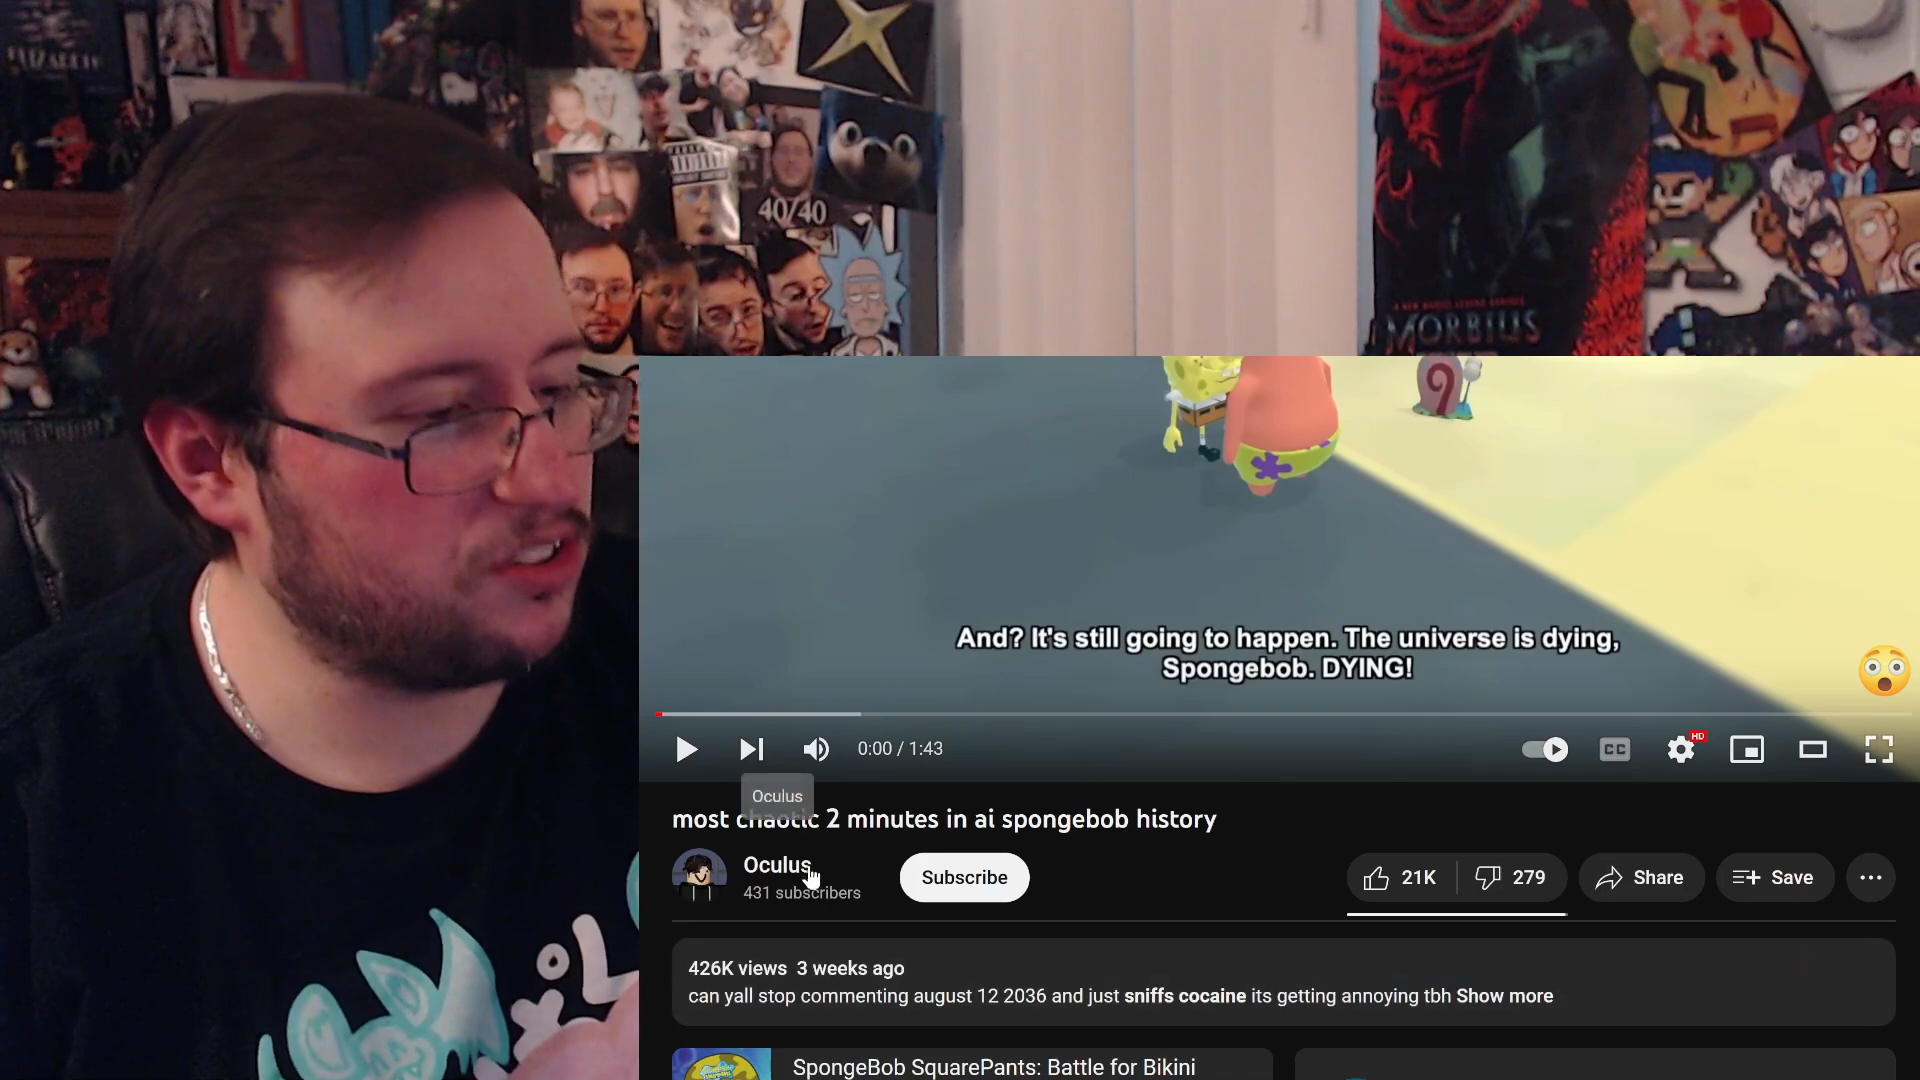 40/40
MORBIUS
And? It's still going to happen. The universe is dying,
Spongebob. DYING!
0:00 / 1:43
CC
HD
Oculus
most chaotic 2 minutes in ai spongebob history
Oculus
431 subscribers
Subscribe
21K
279
Share
Save
426K views 3 weeks ago
can yall stop commenting august 12 2036 and just sniffs cocaine its getting annoying tbh Show more
SpongeBob SquarePants: Battle for Bikini